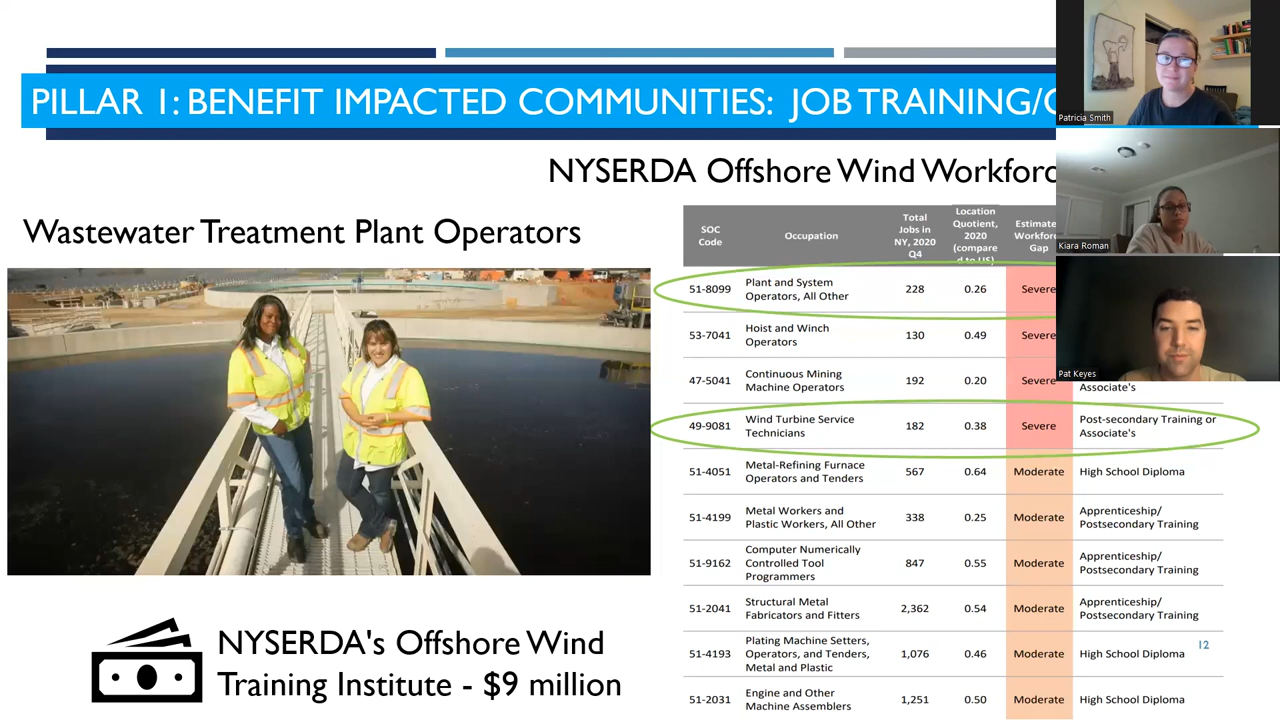 PILLAR 1: BENEFIT IMPACTED COMMUNITIES: JOB TRAINING/
NYSERDA Offshore Wind
Wastewater Treatment Plant Operators
SOC Code Occupation Total Jobs in NY, 2020 Q4 Location Quotient, 2020 (compare d to US) Gap
51-8099 Plant and System Operators, All Other 228 0.26 Severe
53-7041 Hoist and Winch Operators 130 0.49 Severe
47-5041 Continuous Mining Machine Operators 192 0.20 Severe Associate's
49-9081 Wind Turbine Service Technicians 182 0.38 Severe Post-secondary Training or Associate's
51-4051 Metal-Refining Furnace Operators and Tenders 567 0.64 Moderate High School Diploma
51-4199 Metal Workers and Plastic Workers, All Other 338 0.25 Moderate Apprenticeship/ Postsecondary Training
51-9162 Computer Numerically Controlled Tool Programmers 847 0.55 Moderate Apprenticeship/ Postsecondary Training
51-2041 Structural Metal Fabricators and Fitters 2,362 0.54 Moderate Apprenticeship/ Postsecondary Training
51-4193 Plating Machine Setters, Operators, and Tenders, Metal and Plastic 1,076 0.46 Moderate High School Diploma
51-2031 Engine and Other Machine Assemblers 1,251 0.50 Moderate High School Diploma
12
NYSERDA's Offshore Wind
Training Institute - $9 million
Patricia Smith
Kiara Roman
Pat Keyes